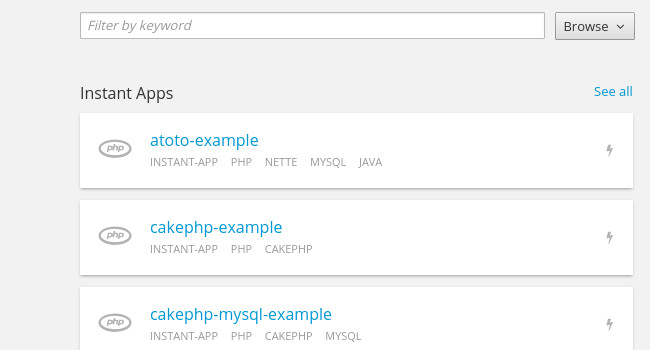 Filter by keyword
Browse
Instant Apps
See all
php
atoto-example
INSTANT-APP PHP NETTE MYSQL JAVA
php
cakephp-example
INSTANT-APP PHP CAKEPHP
php
cakephp-mysql-example
INSTANT-APP PHP CAKEPHP MYSQL